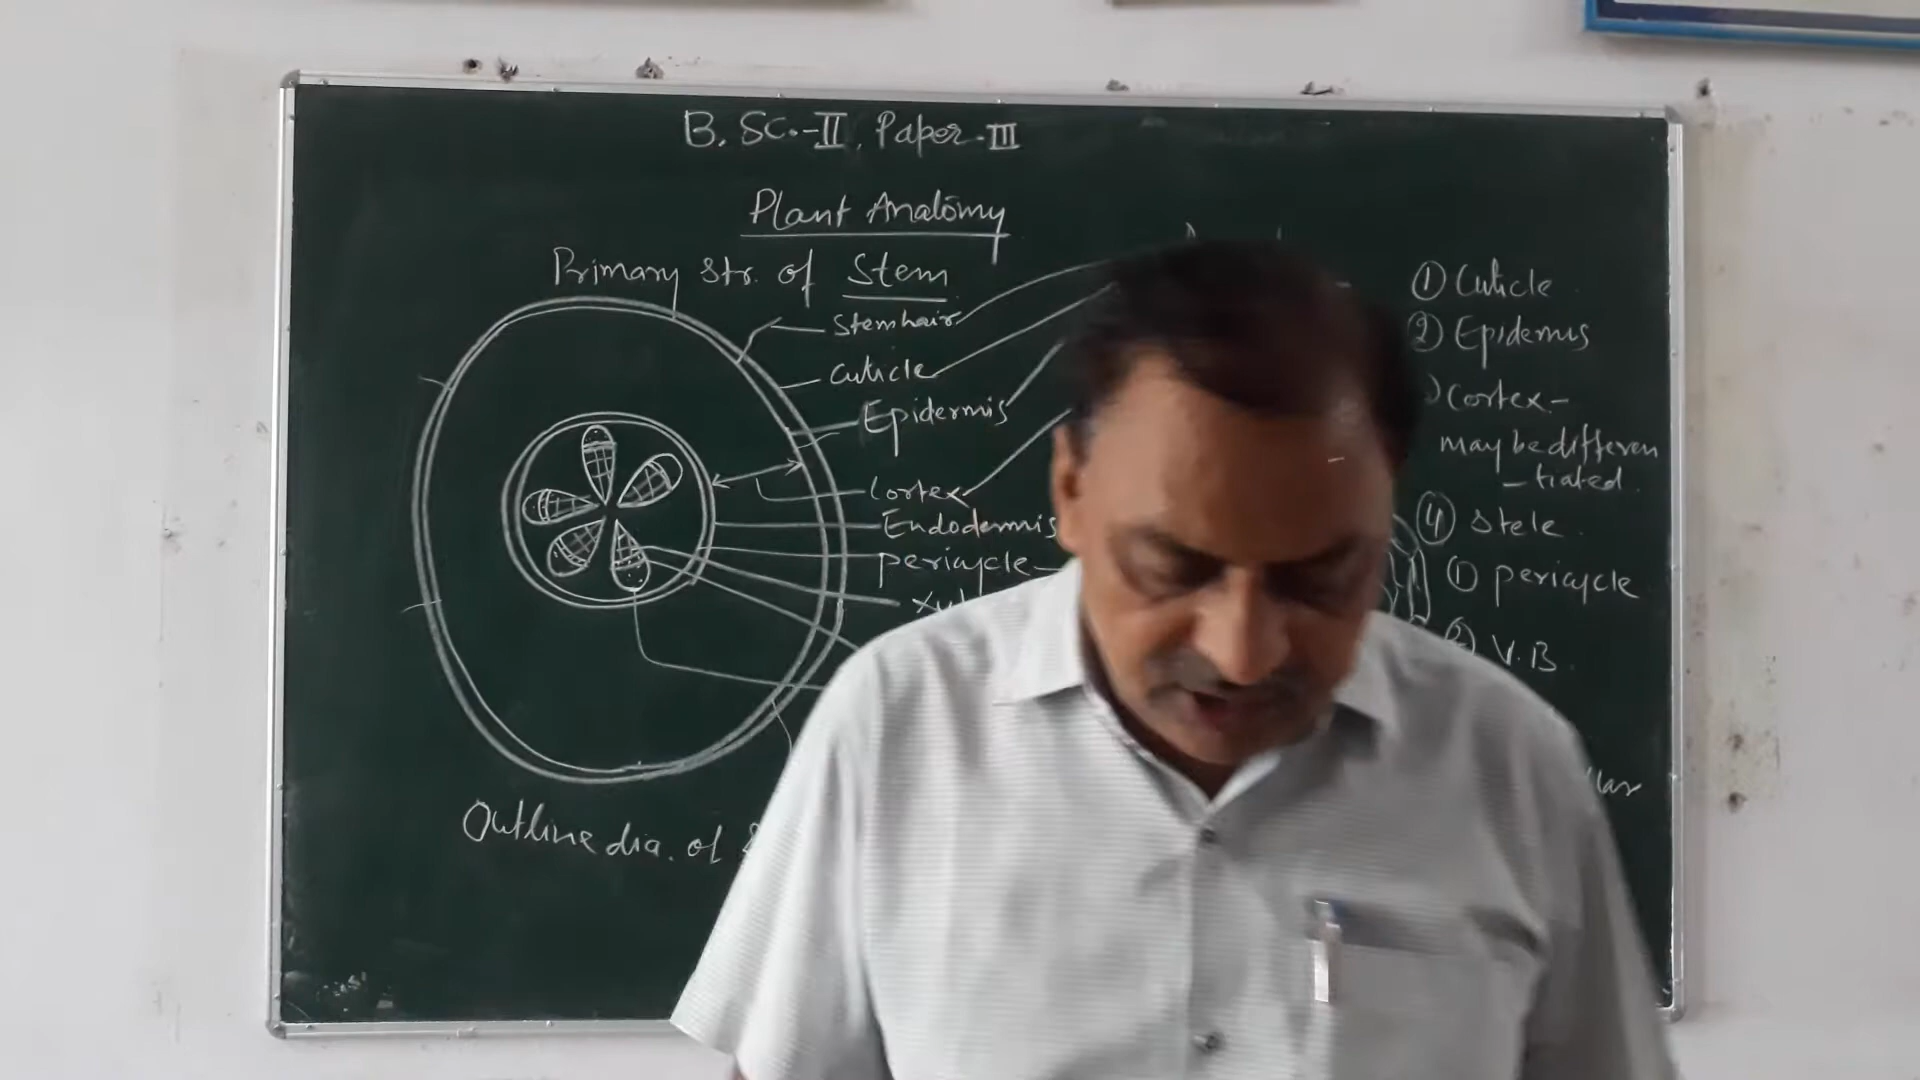 B.Sc.-II, Paper-III
Plant Anatomy
Primary Str. of Stem
Stemhair
Cuticle
Epidermis
Cortex
Endodermis
pericycle
Outline dia. of
① Cuticle
② Epidermis
Cortex-
may be differen
-tiated.
④ Stele.
① pericycle
② V.B.